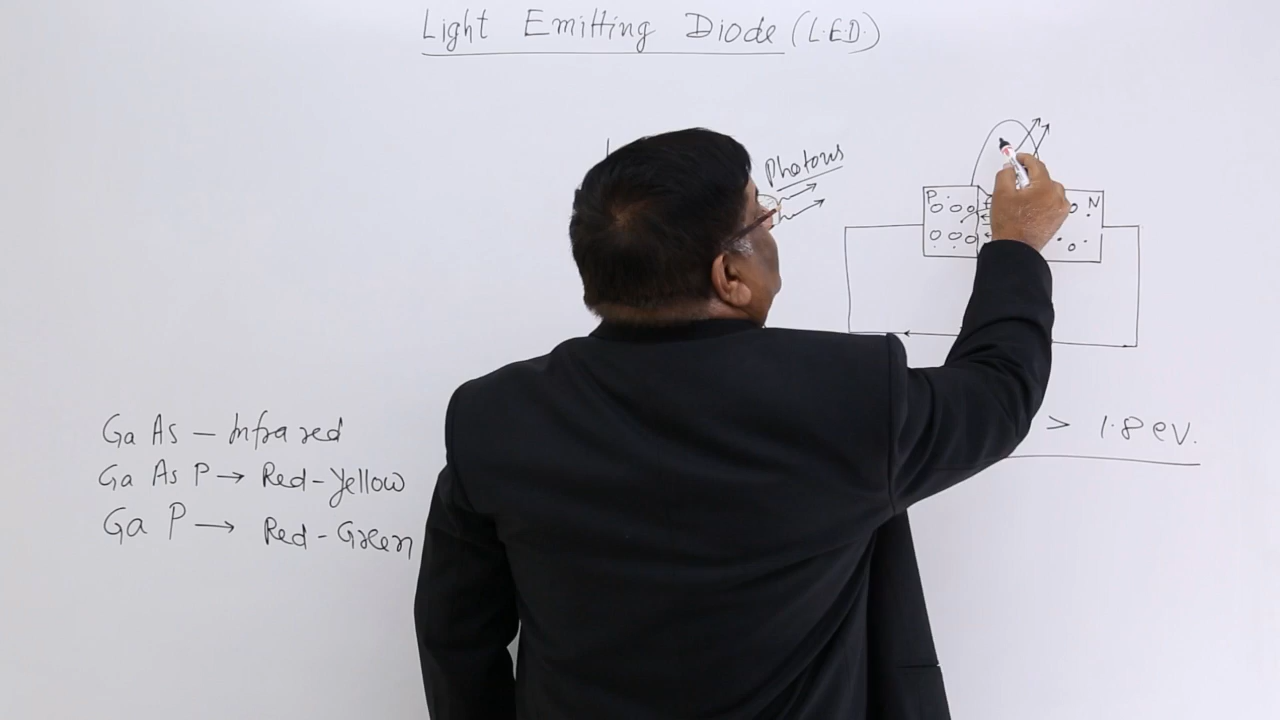 Light Emitting Diode (L.E.D.)
Photons
P N
> 1.8 eV.
Ga As – Infrared
Ga As P → Red-Yellow
Ga P → Red-Green